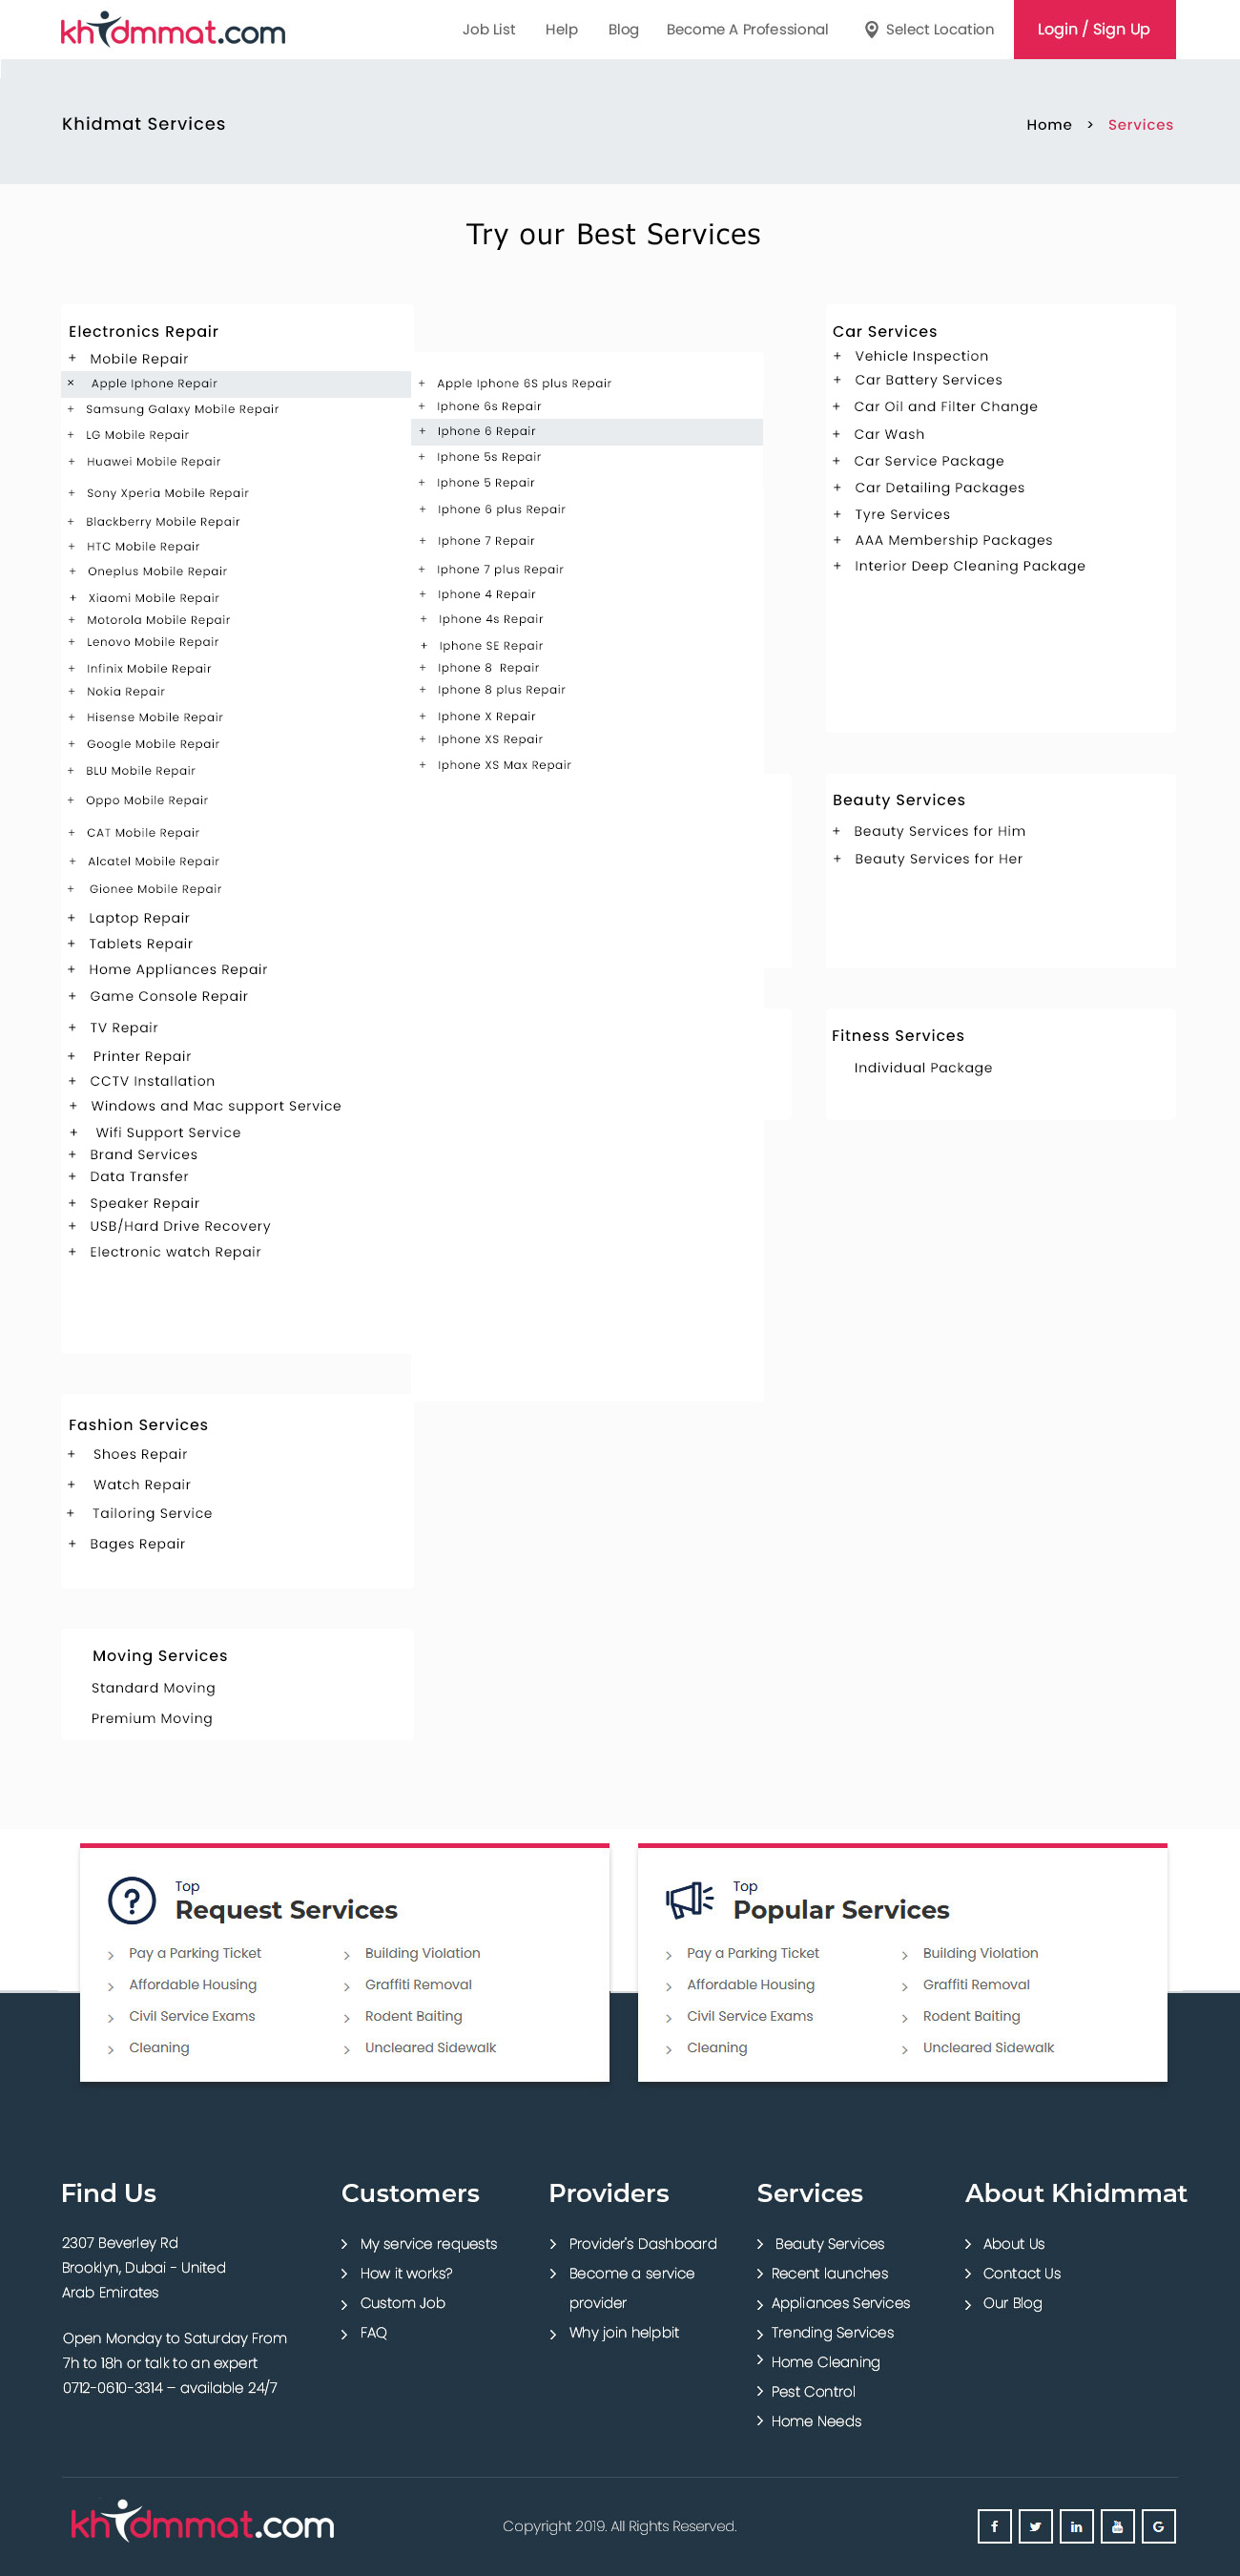 khidmmat.com
Job List
Help
Blog
Become A Professional
Select Location
Login / Sign Up
Khidmat Services
Home > Services
Try our Best Services
Electronics Repair
+ Mobile Repair
× Apple Iphone Repair
+ Samsung Galaxy Mobile Repair
+ LG Mobile Repair
+ Huawei Mobile Repair
+ Sony Xperia Mobile Repair
+ Blackberry Mobile Repair
+ HTC Mobile Repair
+ Oneplus Mobile Repair
+ Xiaomi Mobile Repair
+ Motorola Mobile Repair
+ Lenovo Mobile Repair
+ Infinix Mobile Repair
+ Nokia Repair
+ Hisense Mobile Repair
+ Google Mobile Repair
+ BLU Mobile Repair
+ Oppo Mobile Repair
+ CAT Mobile Repair
+ Alcatel Mobile Repair
+ Gionee Mobile Repair
+ Laptop Repair
+ Tablets Repair
+ Home Appliances Repair
+ Game Console Repair
+ TV Repair
+ Printer Repair
+ CCTV Installation
+ Windows and Mac support Service
+ Wifi Support Service
+ Brand Services
+ Data Transfer
+ Speaker Repair
+ USB/Hard Drive Recovery
+ Electronic watch Repair
+ Apple Iphone 6S plus Repair
+ Iphone 6s Repair
+ Iphone 6 Repair
+ Iphone 5s Repair
+ Iphone 5 Repair
+ Iphone 6 plus Repair
+ Iphone 7 Repair
+ Iphone 7 plus Repair
+ Iphone 4 Repair
+ Iphone 4s Repair
+ Iphone SE Repair
+ Iphone 8 Repair
+ Iphone 8 plus Repair
+ Iphone X Repair
+ Iphone XS Repair
+ Iphone XS Max Repair
Car Services
+ Vehicle Inspection
+ Car Battery Services
+ Car Oil and Filter Change
+ Car Wash
+ Car Service Package
+ Car Detailing Packages
+ Tyre Services
+ AAA Membership Packages
+ Interior Deep Cleaning Package
Beauty Services
+ Beauty Services for Him
+ Beauty Services for Her
Fitness Services
Individual Package
Fashion Services
+ Shoes Repair
+ Watch Repair
+ Tailoring Service
+ Bages Repair
Moving Services
Standard Moving
Premium Moving
Top
Request Services
Pay a Parking Ticket
Affordable Housing
Civil Service Exams
Cleaning
Building Violation
Graffiti Removal
Rodent Baiting
Uncleared Sidewalk
Top
Popular Services
Pay a Parking Ticket
Affordable Housing
Civil Service Exams
Cleaning
Building Violation
Graffiti Removal
Rodent Baiting
Uncleared Sidewalk
Find Us
2307 Beverley Rd
Brooklyn, Dubai - United
Arab Emirates
Open Monday to Saturday From
7h to 18h or talk to an expert
0712-0610-3314 – available 24/7
Customers
My service requests
How it works?
Custom Job
FAQ
Providers
Provider's Dashboard
Become a service
provider
Why join helpbit
Services
Beauty Services
Recent launches
Appliances Services
Trending Services
Home Cleaning
Pest Control
Home Needs
About Khidmmat
About Us
Contact Us
Our Blog
khidmmat.com
Copyright 2019. All Rights Reserved.